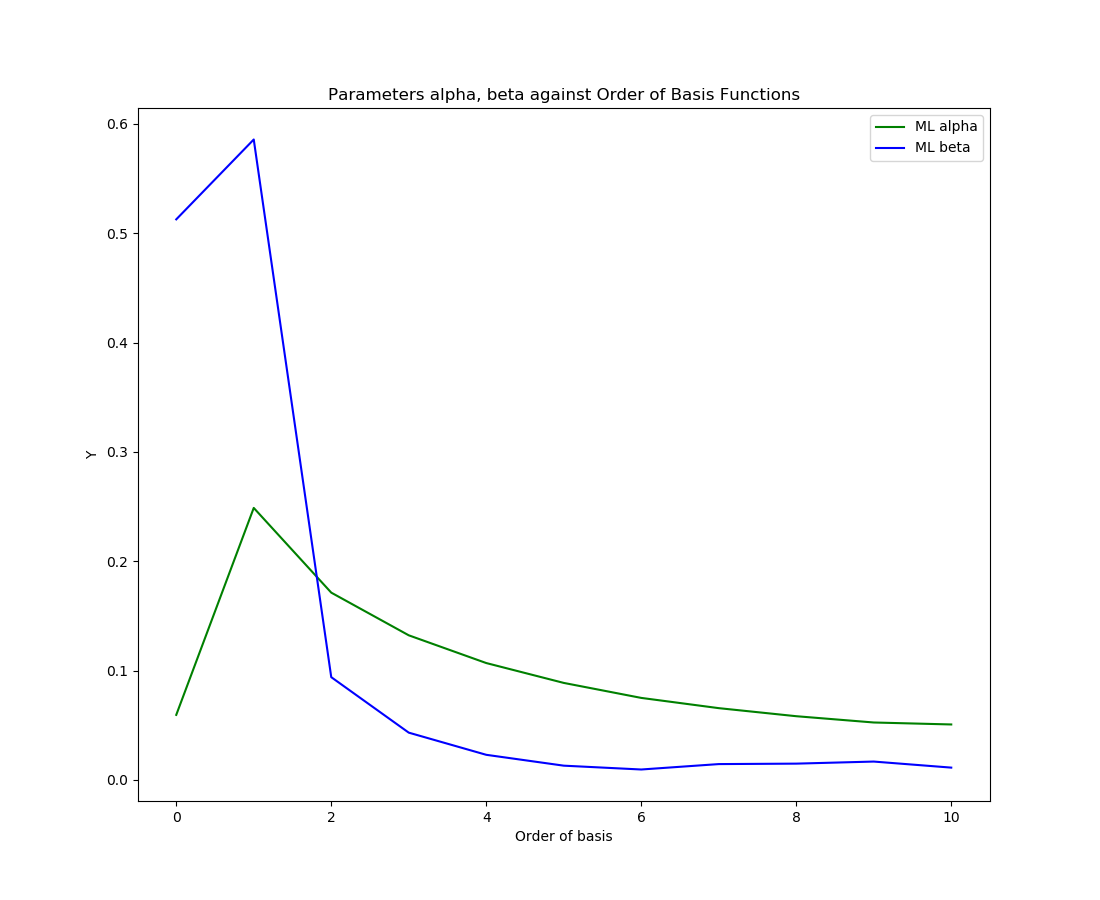 Parameters alpha, beta against Order of Basis Functions
ML alpha
ML beta
0.6
0.5
0.4
0.3
0.2
0.1
0.0
Y
0 2 4 6 8 10
Order of basis